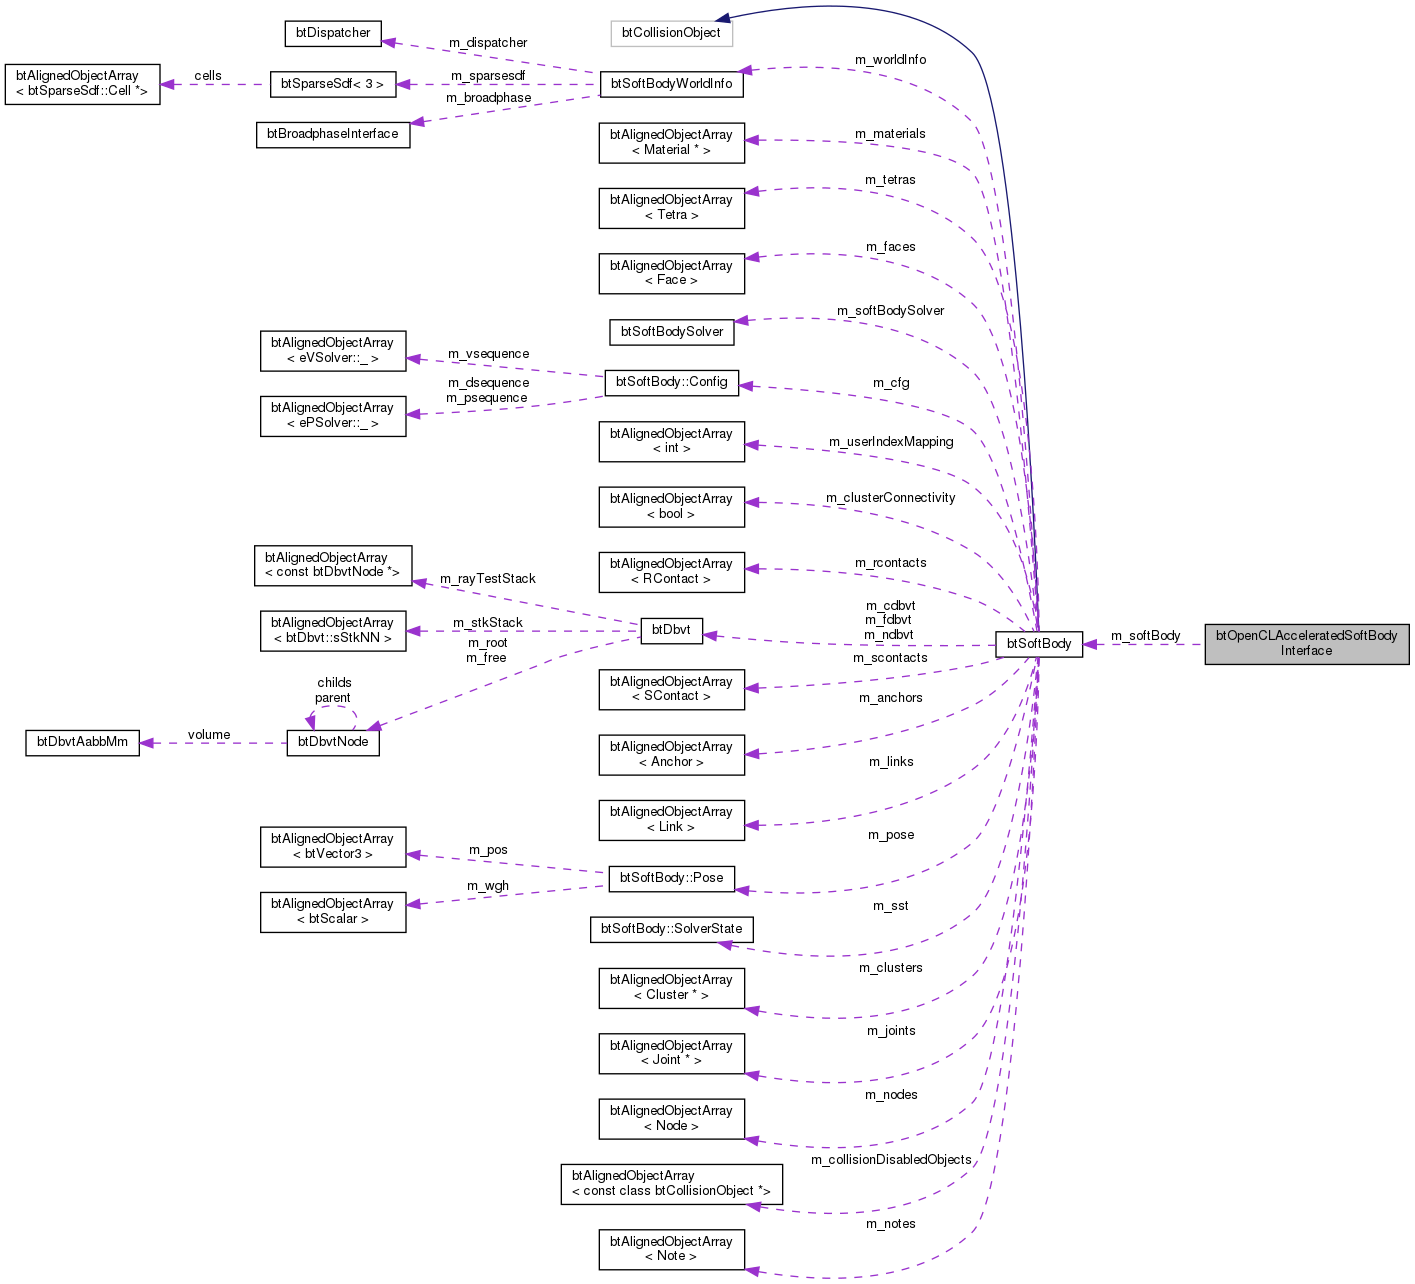 btDispatcher
btCollisionObject
m_dispatcher
m_worldInfo
btAlignedObjectArray
< btSparseSdf::Cell *>
cells
btSparseSdf< 3 >
m_sparsesdf
btSoftBodyWorldInfo
m_broadphase
btBroadphaseInterface
btAlignedObjectArray
< Material * >
m_materials
btAlignedObjectArray
< Tetra >
m_tetras
btAlignedObjectArray
< Face >
m_faces
btSoftBodySolver
m_softBodySolver
btAlignedObjectArray
< eVSolver::_ >
m_vsequence
btSoftBody::Config
m_cfg
m_dsequence
m_psequence
btAlignedObjectArray
< ePSolver::_ >
btAlignedObjectArray
< int >
m_userIndexMapping
btAlignedObjectArray
< bool >
m_clusterConnectivity
btAlignedObjectArray
< const btDbvtNode *>
m_rayTestStack
btAlignedObjectArray
< RContact >
m_rcontacts
btAlignedObjectArray
< btDbvt::sStkNN >
m_stkStack
btDbvt
m_cdbvt
m_fdbvt
m_ndbvt
btSoftBody
m_softBody
btOpenCLAcceleratedSoftBody
Interface
m_root
m_free
childs
parent
btAlignedObjectArray
< SContact >
m_scontacts
btDbvtAabbMm
volume
btDbvtNode
btAlignedObjectArray
< Anchor >
m_anchors
btAlignedObjectArray
< Link >
m_links
btAlignedObjectArray
< btVector3 >
m_pos
btSoftBody::Pose
m_pose
m_wgh
btAlignedObjectArray
< btScalar >
btSoftBody::SolverState
m_sst
btAlignedObjectArray
< Cluster * >
m_clusters
btAlignedObjectArray
< Joint * >
m_joints
btAlignedObjectArray
< Node >
m_nodes
btAlignedObjectArray
< const class btCollisionObject *>
m_collisionDisabledObjects
btAlignedObjectArray
< Note >
m_notes